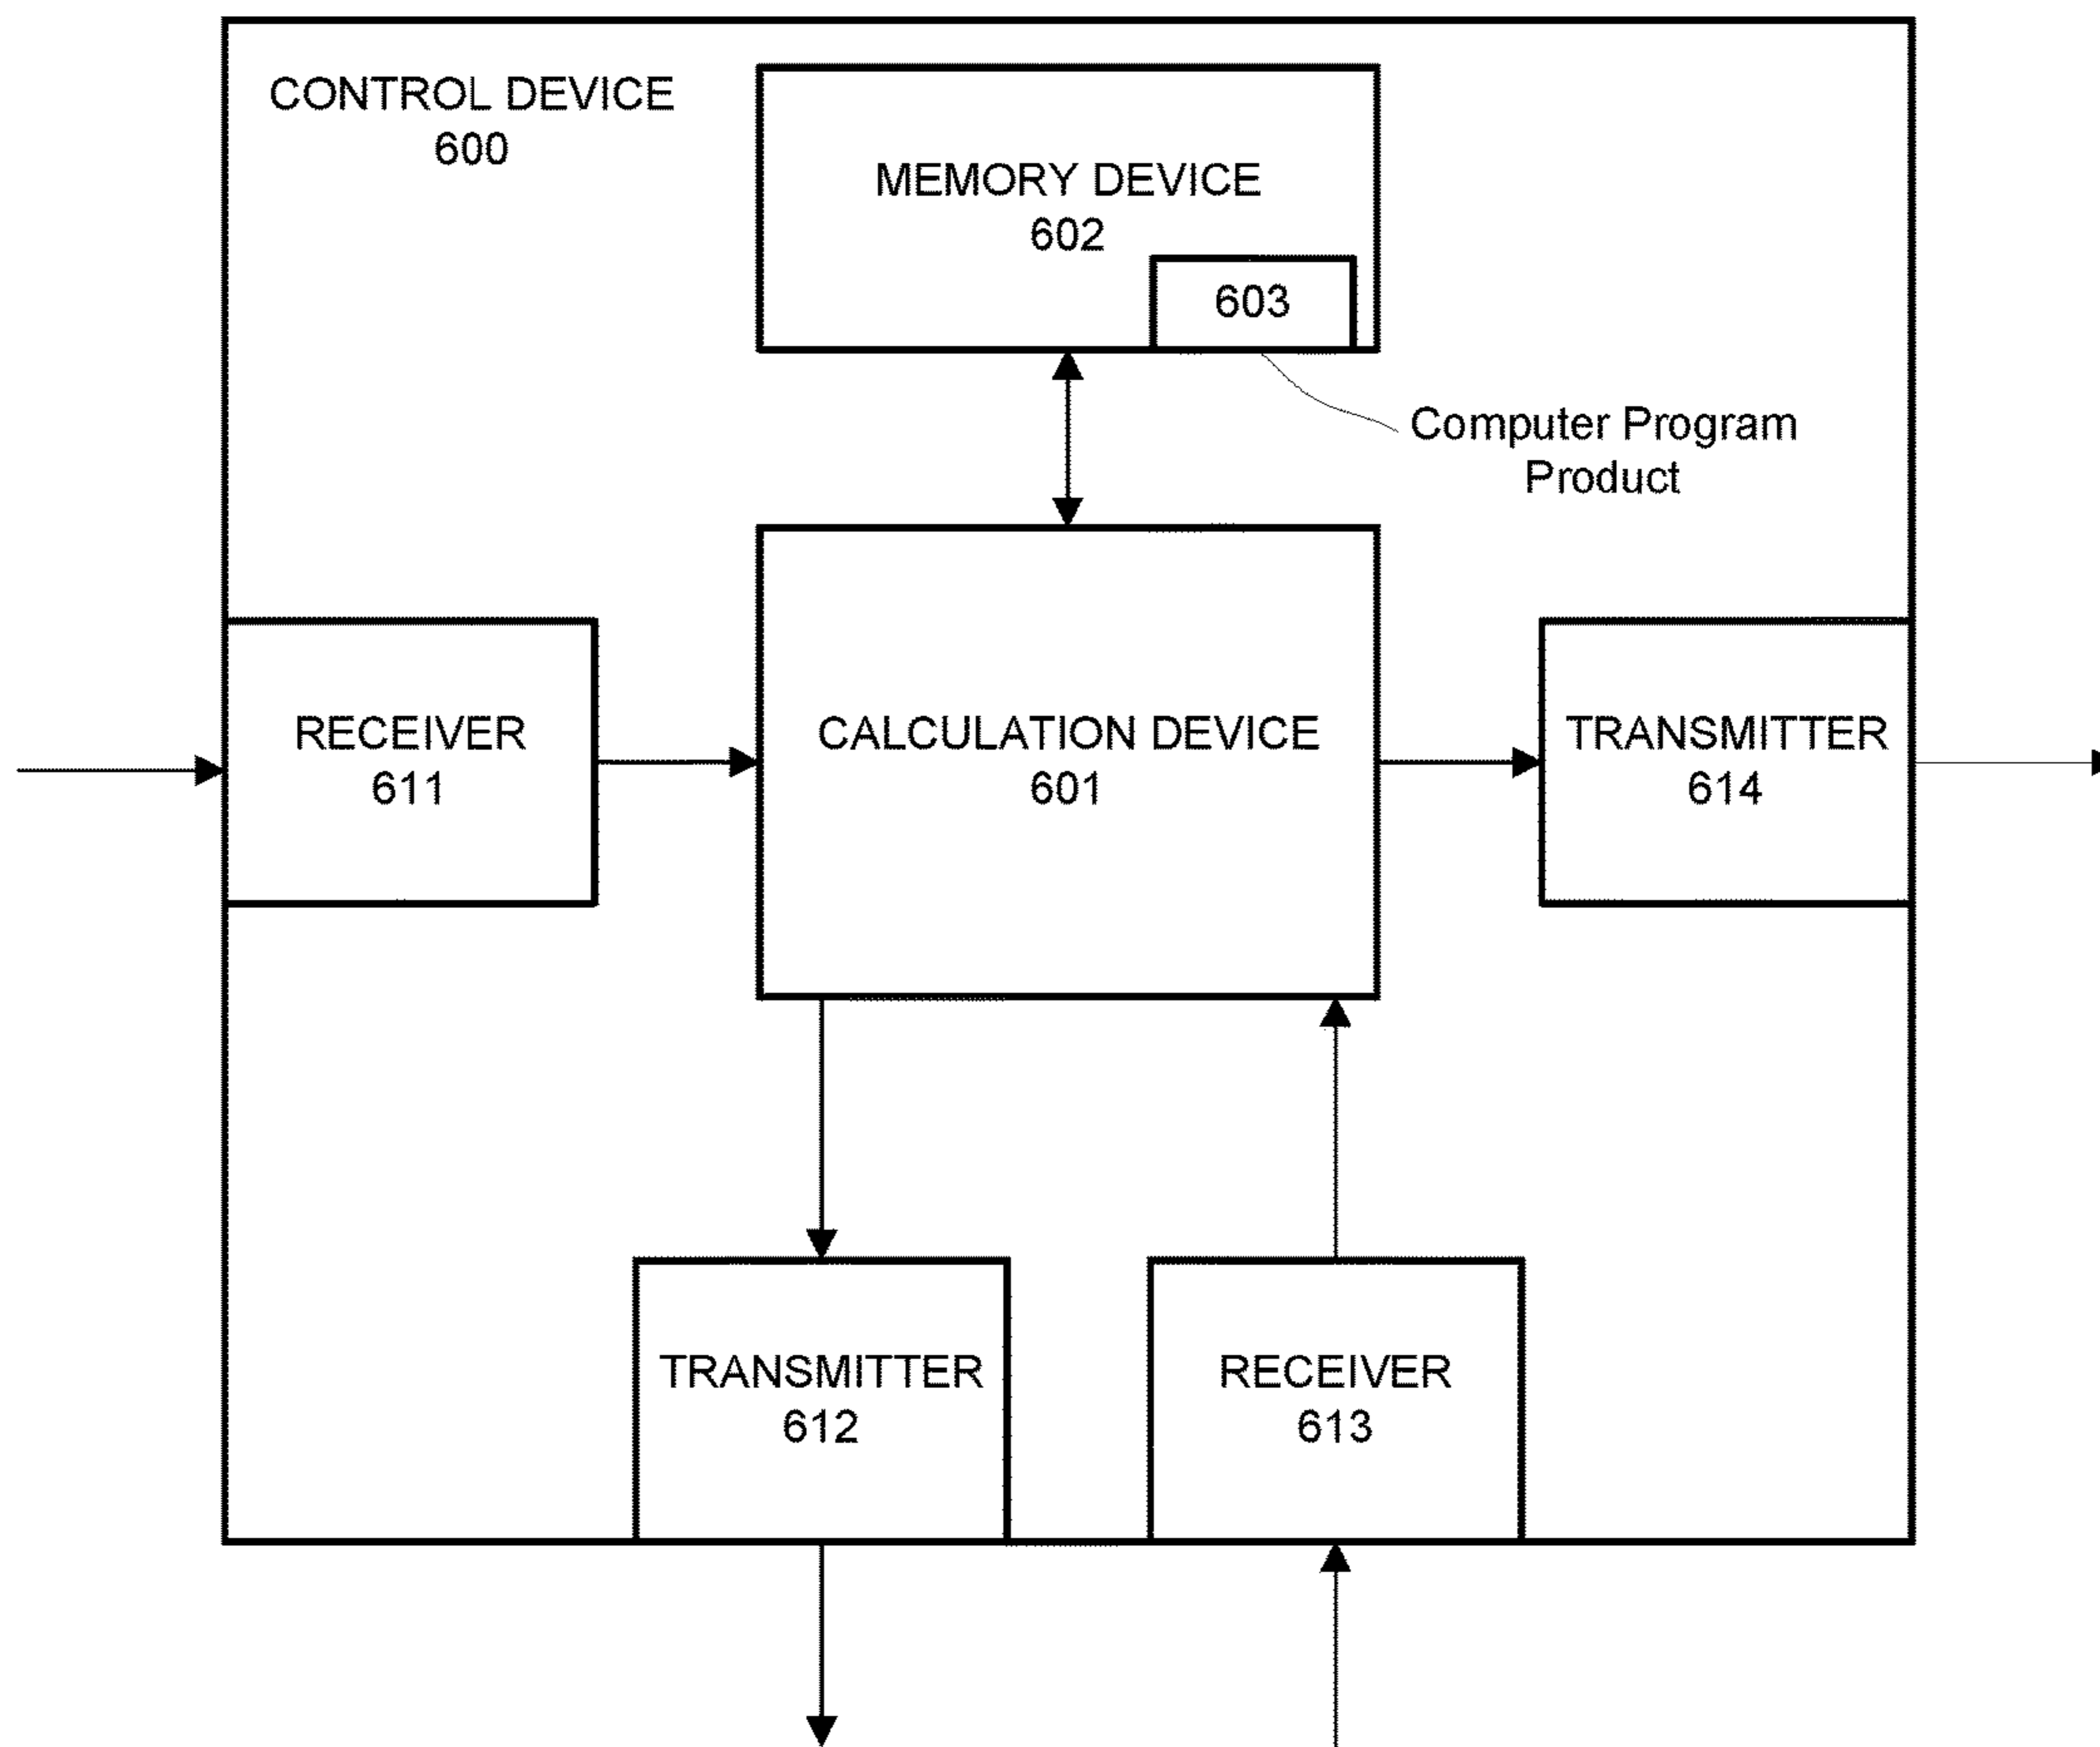 CONTROL DEVICE
600
MEMORY DEVICE
602
603
Computer Program
Product
RECEIVER
611
CALCULATION DEVICE
601
TRANSMITTER
614
TRANSMITTER
612
RECEIVER
613